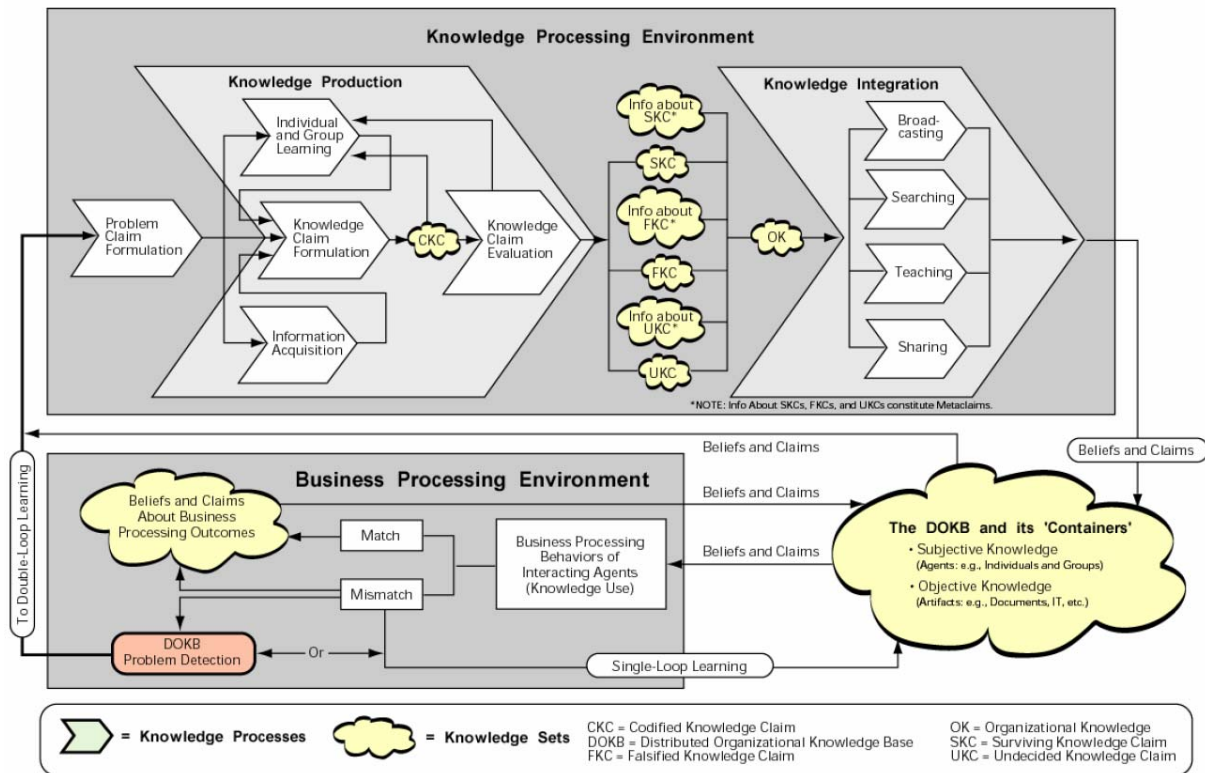 Knowledge Processing Environment
Knowledge Production
Individual
and Group
Learning
Problem
Claim
Formulation
Knowledge
Claim
Formulation
CKC
Knowledge
Claim
Evaluation
Information
Acquisition
Info about
SKC*
SKC
Info about
FKC*
FKC
Info about
UKC*
UKC
OK
Knowledge Integration
Broad-
casting
Searching
Teaching
Sharing
*NOTE: Info About SKCs, FKCs, and UKCs constitute Metaclaims.
To Double-Loop Learning
Beliefs and Claims
Beliefs and Claims
Business Processing Environment
Beliefs and Claims
About Business
Processing Outcomes
Beliefs and Claims
Match
Mismatch
Business Processing
Behaviors of
Interacting Agents
(Knowledge Use)
Beliefs and Claims
DOKB
Problem Detection
Or
Single-Loop Learning
The DOKB and its 'Containers'
• Subjective Knowledge
(Agents: e.g., Individuals and Groups)
• Objective Knowledge
(Artifacts: e.g., Documents, IT, etc.)
= Knowledge Processes
= Knowledge Sets
CKC = Codified Knowledge Claim
DOKB = Distributed Organizational Knowledge Base
FKC = Falsified Knowledge Claim
OK = Organizational Knowledge
SKC = Surviving Knowledge Claim
UKC = Undecided Knowledge Claim